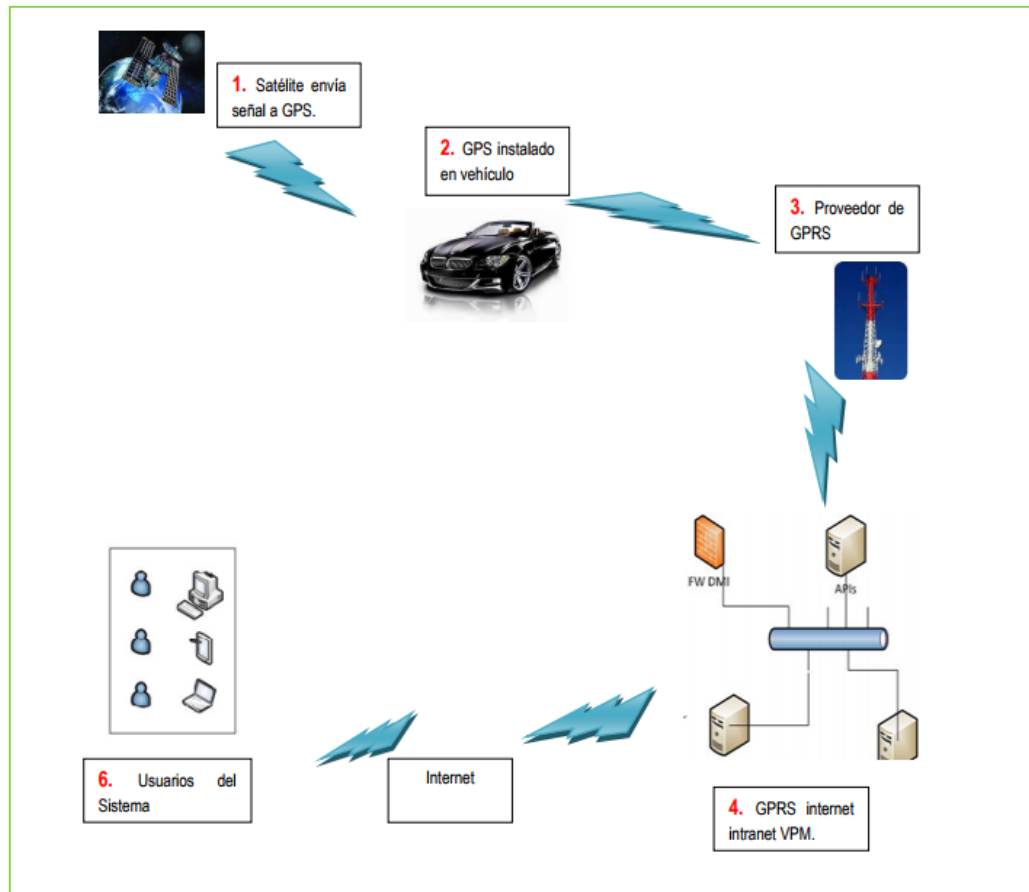 1. Satélite envía
señal a GPS.
2. GPS instalado
en vehículo
3. Proveedor de
GPRS
FW DMI
APIs
6. Usuarios del
Sistema
Internet
4. GPRS internet
intranet VPM.